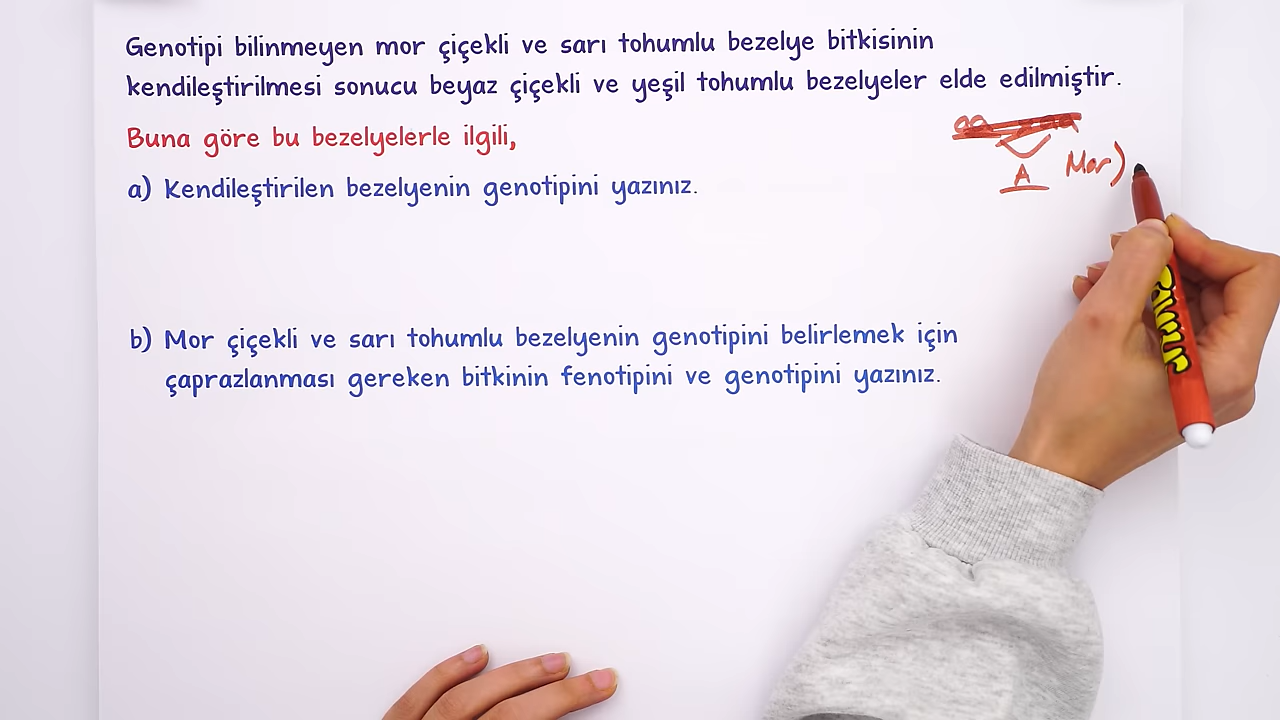 Genotipi bilinmeyen mor çiçekli ve sarı tohumlu bezelye bitkisinin
kendileştirilmesi sonucu beyaz çiçekli ve yeşil tohumlu bezelyeler elde edilmiştir.
Buna göre bu bezelyelerle ilgili,
A
Mor)
a) Kendileştirilen bezelyenin genotipini yazınız.
b) Mor çiçekli ve sarı tohumlu bezelyenin genotipini belirlemek için
çaprazlanması gereken bitkinin fenotipini ve genotipini yazınız.